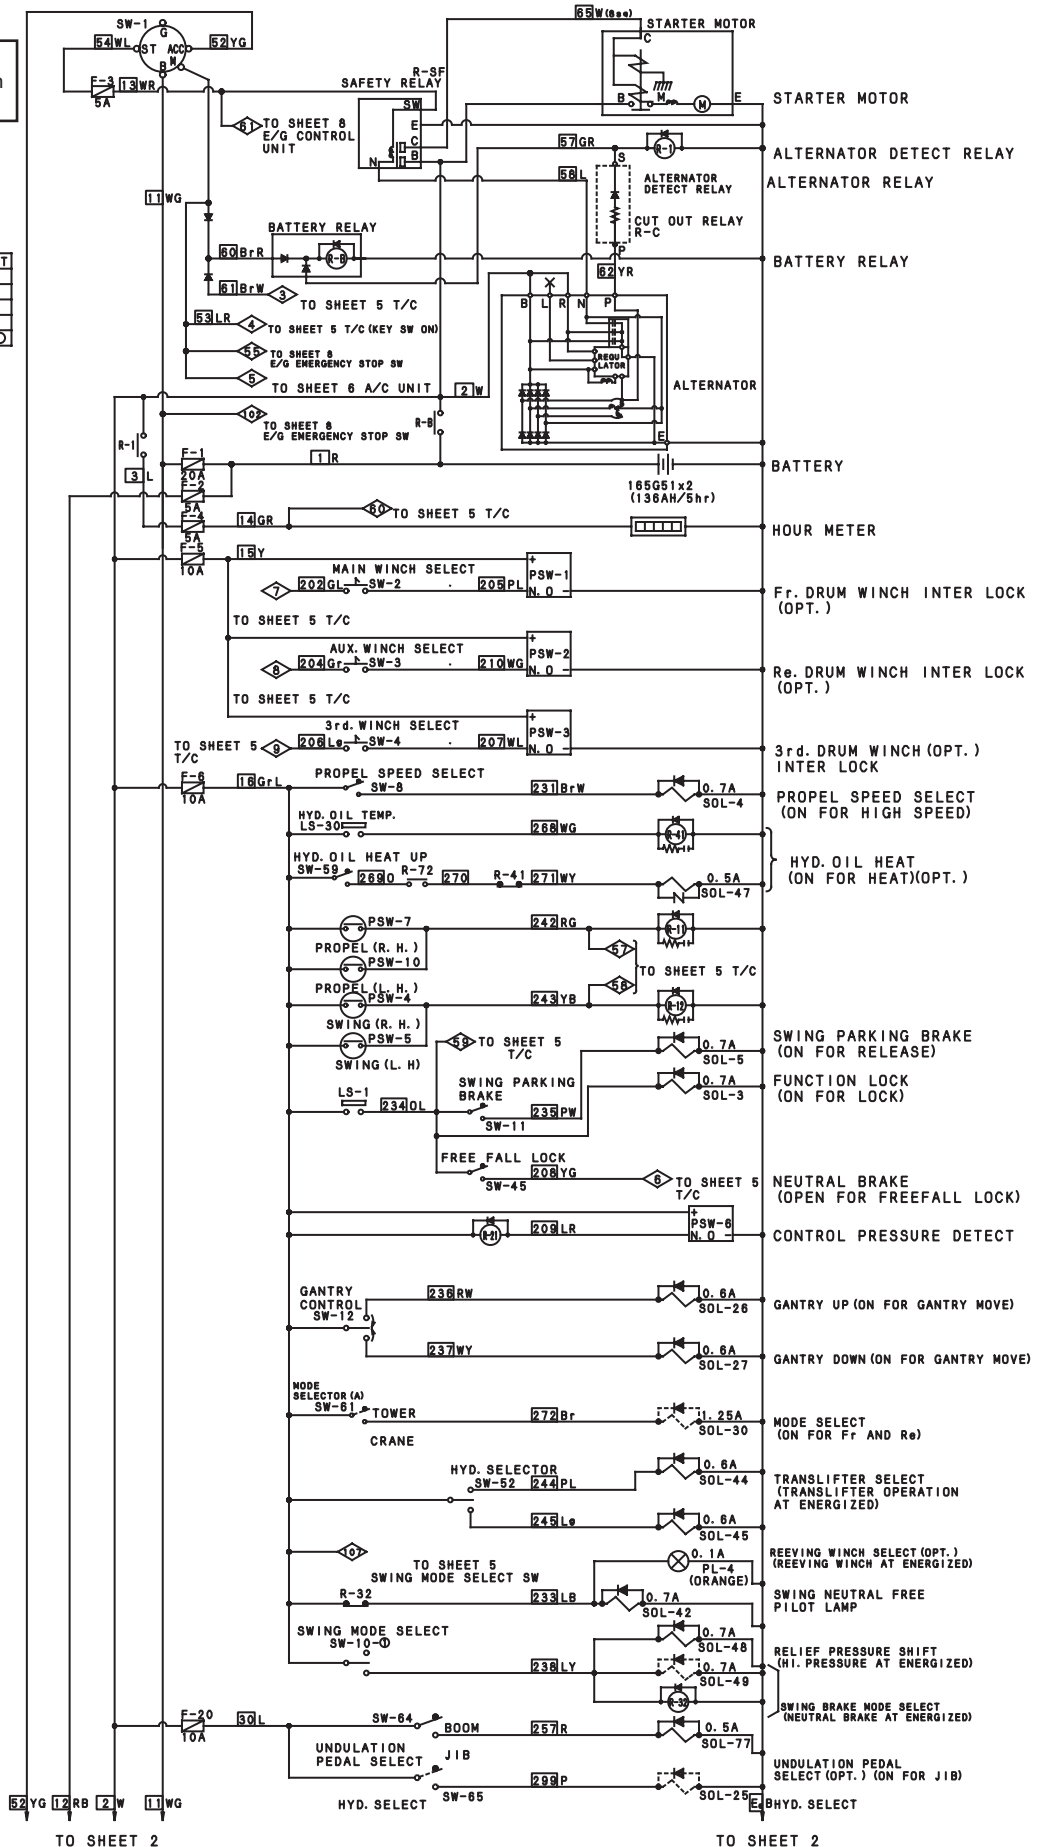 SW-1
G
54 WL
ST ACC
52 YG
B
N
F-3
5A
13 WR
R-SF
SAFETY RELAY
SW
E
C
B
N
65 W(8sq)
STARTER MOTOR
C
B
M
M
E
STARTER MOTOR
61
TO SHEET 8
E/G CONTROL
UNIT
57 GR
R-1
ALTERNATOR DETECT RELAY
S
56 L
ALTERNATOR
DETECT RELAY
ALTERNATOR RELAY
11 WG
CUT OUT RELAY
R-C
P
BATTERY RELAY
60 BrR
R-B
62 YR
BATTERY RELAY
61 BrW
3
TO SHEET 5 T/C
B L R N P
53 LR
4
TO SHEET 5 T/C(KEY SW ON)
55
TO SHEET 8
E/G EMERGENCY STOP SW
REGU
LATOR
5
TO SHEET 6 A/C UNIT
ALTERNATOR
2 W
102
TO SHEET 8
E/G EMERGENCY STOP SW
R-B
E
R-1
F-1
20A
1 R
BATTERY
3 L
F-2
5A
165G51x2
(136AH/5hr)
60
TO SHEET 5 T/C
F-4
5A
14 GR
HOUR METER
F-5
10A
15 Y
MAIN WINCH SELECT
+
PSW-1
N.O -
7
202 GL
SW-2
205 PL
Fr. DRUM WINCH INTER LOCK
(OPT.)
TO SHEET 5 T/C
AUX. WINCH SELECT
+
PSW-2
N.O -
8
204 Gr
SW-3
210 WG
Re. DRUM WINCH INTER LOCK
(OPT.)
TO SHEET 5 T/C
3rd. WINCH SELECT
+
PSW-3
N.O -
TO SHEET 5
T/C
9
206 Lg
SW-4
207 WL
3rd. DRUM WINCH(OPT.)
INTER LOCK
F-6
10A
16 GrL
PROPEL SPEED SELECT
SW-8
231 BrW
0.7A
SOL-4
PROPEL SPEED SELECT
(ON FOR HIGH SPEED)
HYD. OIL TEMP.
LS-30
268 WG
R-41
HYD. OIL HEAT UP
SW-59
269 O
R-72
270
R-41
271 WY
0.5A
SOL-47
HYD. OIL HEAT
(ON FOR HEAT)(OPT.)
PSW-7
242 RG
R-11
PROPEL(R.H.)
57
PSW-10
TO SHEET 5 T/C
PROPEL(L.H.)
58
PSW-4
243 YB
R-12
SWING(R.H.)
PSW-5
59
TO SHEET 5
T/C
SWING(L.H)
0.7A
SOL-5
SWING PARKING BRAKE
(ON FOR RELEASE)
SWING PARKING
BRAKE
0.7A
SOL-3
FUNCTION LOCK
(ON FOR LOCK)
LS-1
234 OL
235 PW
SW-11
FREE FALL LOCK
208 YG
SW-45
6
TO SHEET 5
T/C
NEUTRAL BRAKE
(OPEN FOR FREEFALL LOCK)
+
PSW-6
N.O -
R-21
209 LR
CONTROL PRESSURE DETECT
GANTRY
CONTROL
SW-12
236 RW
0.6A
SOL-26
GANTRY UP(ON FOR GANTRY MOVE)
237 WY
0.6A
SOL-27
GANTRY DOWN(ON FOR GANTRY MOVE)
MODE
SELECTOR(A)
SW-61
TOWER
CRANE
272 Br
1.25A
SOL-30
MODE SELECT
(ON FOR Fr AND Re)
HYD. SELECTOR
SW-52
244 PL
0.6A
SOL-44
TRANSLIFTER SELECT
(TRANSLIFTER OPERATION
AT ENERGIZED)
245 Lg
0.6A
SOL-45
107
TO SHEET 5
SWING MODE SELECT SW
0.1A
PL-4
(ORANGE)
REEVING WINCH SELECT(OPT.)
(REEVING WINCH AT ENERGIZED)
R-32
233 LB
0.7A
SOL-42
SWING NEUTRAL FREE
PILOT LAMP
SWING MODE SELECT
SW-10-①
0.7A
SOL-48
RELIEF PRESSURE SHIFT
(HI. PRESSURE AT ENERGIZED)
238 LY
0.7A
SOL-49
R-32
SWING BRAKE MODE SELECT
(NEUTRAL BRAKE AT ENERGIZED)
F-20
10A
30 L
SW-64
BOOM
257 R
0.5A
SOL-77
UNDULATION
PEDAL SELECT
JIB
UNDULATION PEDAL
SELECT(OPT.) (ON FOR JIB)
299 P
SOL-25
SW-65
HYD. SELECT
HYD. SELECT
52 YG
12 RB
2 W
11 WG
TO SHEET 2
TO SHEET 2